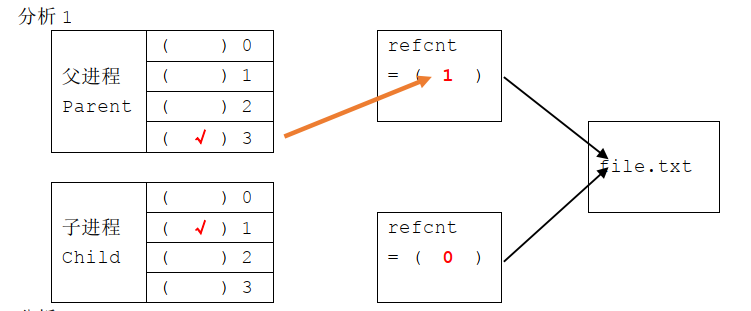 分析 1
父进程
Parent
( ) 0
( ) 1
( ) 2
( √ ) 3
refcnt
= ( 1 )
file.txt
子进程
Child
( ) 0
( √ ) 1
( ) 2
( ) 3
refcnt
= ( 0 )